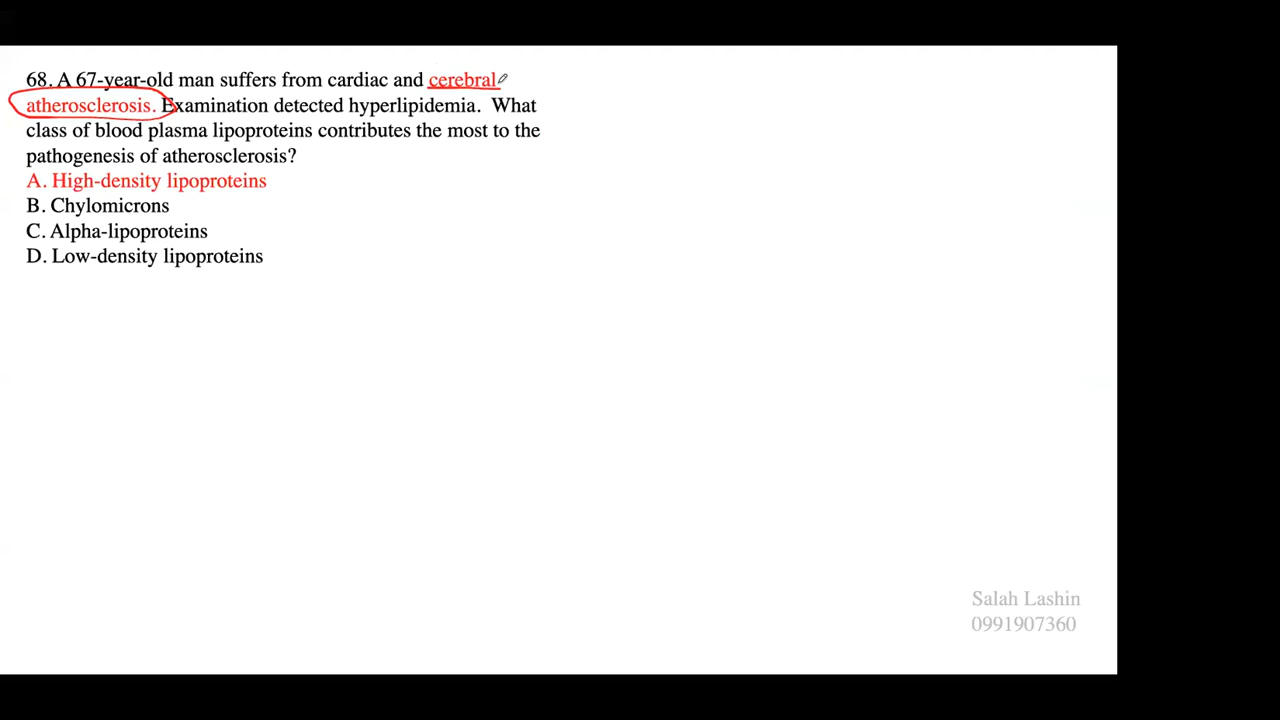 68. A 67-year-old man suffers from cardiac and cerebral
atherosclerosis. Examination detected hyperlipidemia. What
class of blood plasma lipoproteins contributes the most to the
pathogenesis of atherosclerosis?
A. High-density lipoproteins
B. Chylomicrons
C. Alpha-lipoproteins
D. Low-density lipoproteins
Salah Lashin
0991907360